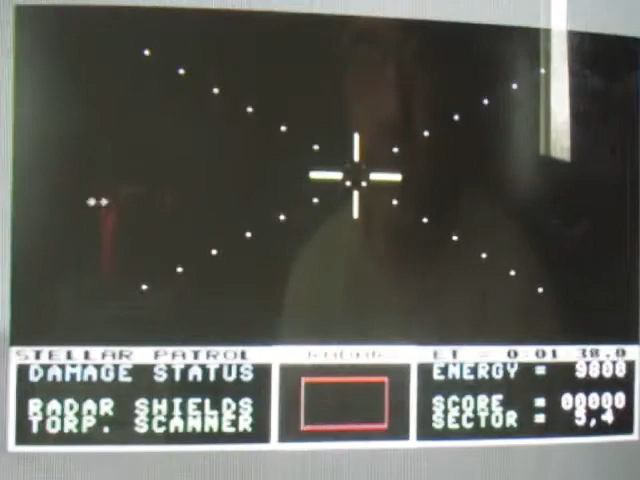 STELLAR PATROL
ET = 0:01 38.0
DAMAGE STATUS
ENERGY = 9800
RADAR SHIELDS
SCORE = 00000
TORP. SCANNER
SECTOR = 5,4